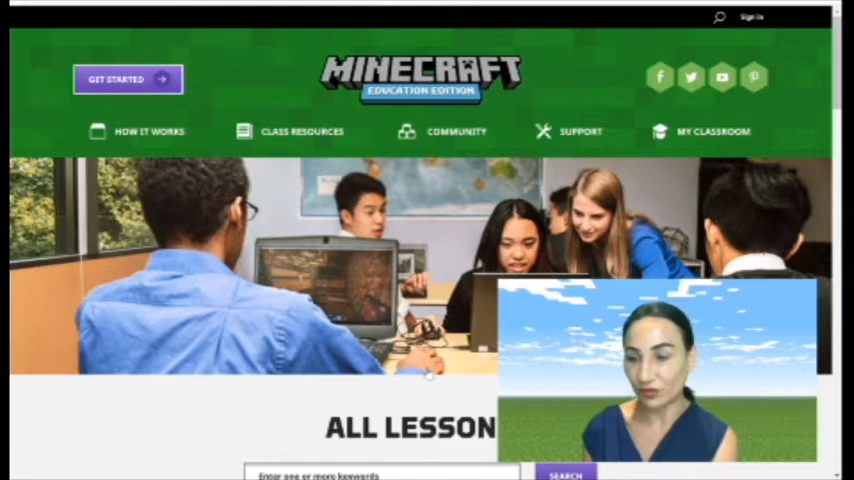 Sign In
GET STARTED
MINECRAFT
EDUCATION EDITION
HOW IT WORKS
CLASS RESOURCES
COMMUNITY
SUPPORT
MY CLASSROOM
ALL LESSON
Enter one or more keywords
SEARCH